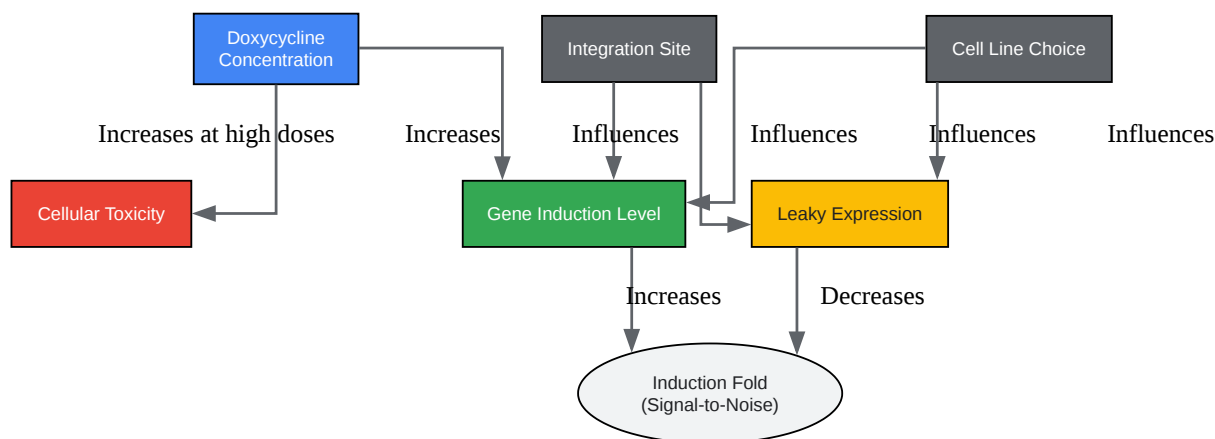 Doxycycline
Concentration
Integration Site
Cell Line Choice
Increases at high doses
Increases
Influences
Influences
Influences
Influences
Cellular Toxicity
Gene Induction Level
Leaky Expression
Increases
Decreases
Induction Fold
(Signal-to-Noise)